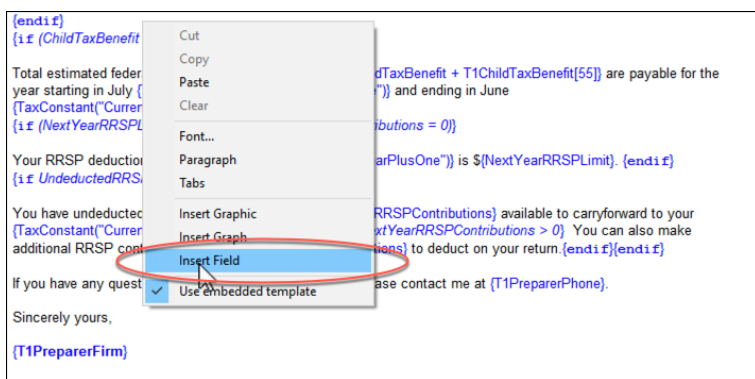 {endif}
{if (ChildTaxBenefit
Total estimated feder dTaxBenefit + T1ChildTaxBenefit[55]} are payable for the
year starting in July { ")} and ending in June
{TaxConstant("Curren
{if (NextYearRRSPL ibutions = 0)}
Your RRSP deduction arPlusOne")} is ${NextYearRRSPLimit}. {endif}
{if UndeductedRRS
You have undeducted RRSPContributions} available to carryforward to your
{TaxConstant("Curren xtYearRRSPContributions > 0} You can also make
additional RRSP cont ions} to deduct on your return.{endif}{endif}
If you have any quest ase contact me at {T1PreparerPhone}.
Sincerely yours,
{T1PreparerFirm}
Cut
Copy
Paste
Clear
Font...
Paragraph
Tabs
Insert Graphic
Insert Graph
Insert Field
Use embedded template